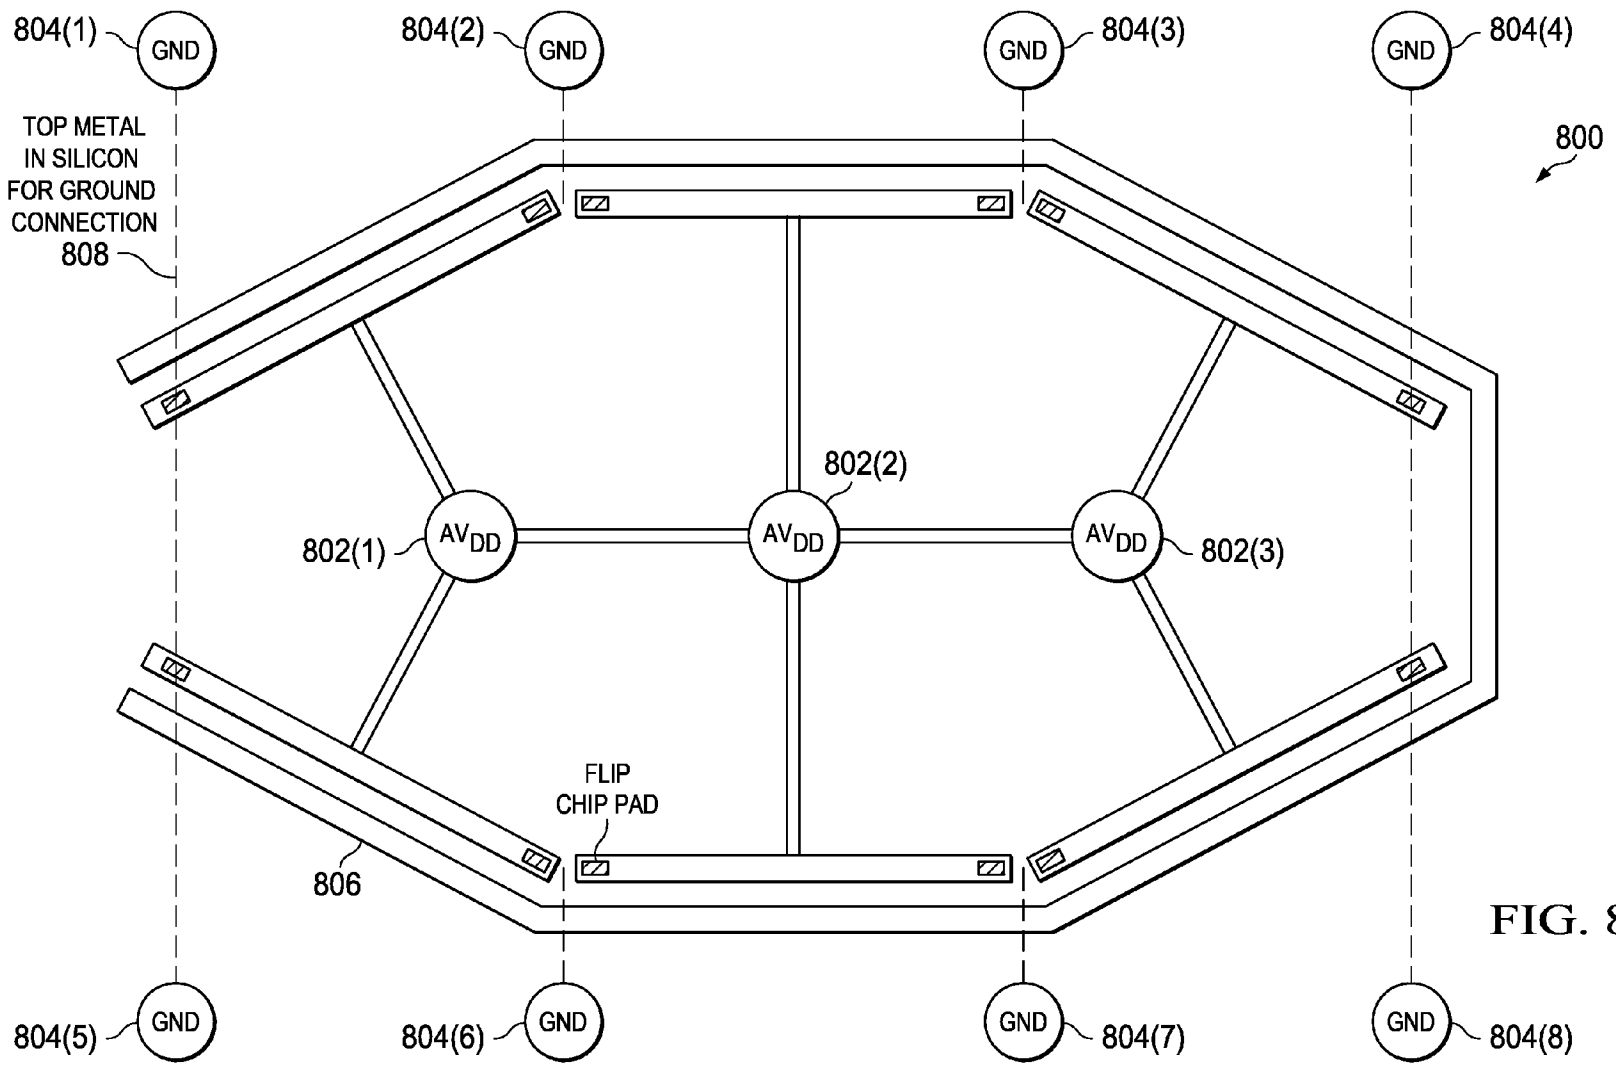 804(1)
GND
804(2)
GND
GND
804(3)
GND
804(4)
TOP METAL
IN SILICON
FOR GROUND
CONNECTION
808
800
802(2)
AVDD
802(1)
AVDD
AVDD
802(3)
FLIP
CHIP PAD
806
FIG. 8
804(5)
GND
804(6)
GND
GND
804(7)
GND
804(8)